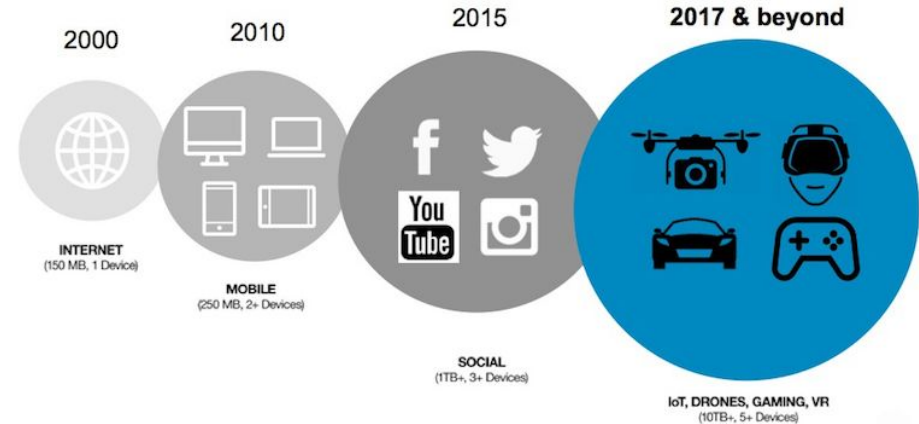 2000
2010
2015
2017 & beyond
You
Tube
INTERNET
(150 MB, 1 Device)
MOBILE
(250 MB, 2+ Devices)
SOCIAL
(1TB+, 3+ Devices)
IoT, DRONES, GAMING, VR
(10TB+, 5+ Devices)